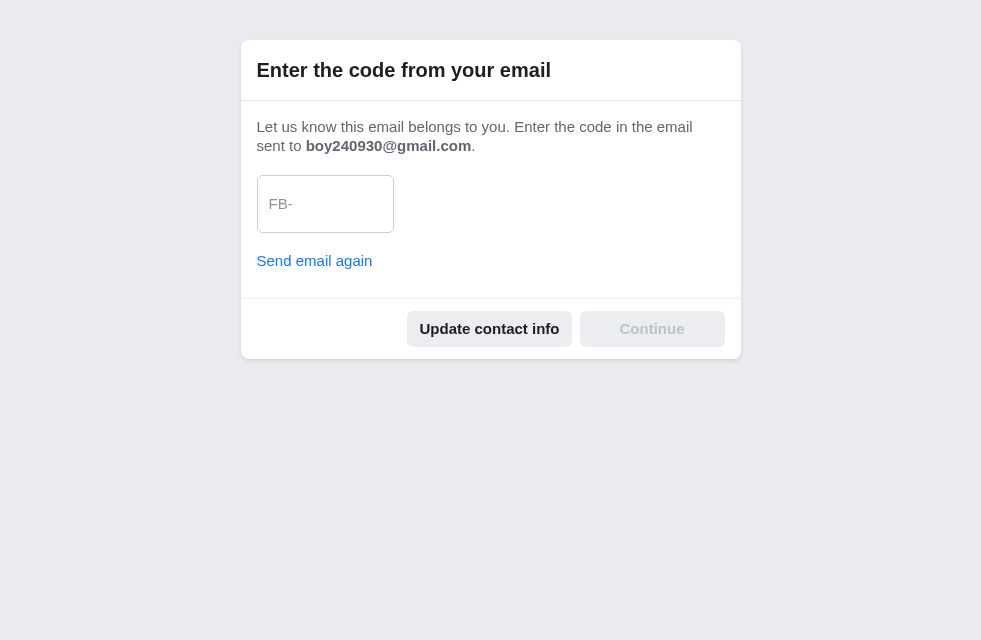 Enter the code from your email
Let us know this email belongs to you. Enter the code in the email
sent to boy240930@gmail.com.
FB-
Send email again
Update contact info
Continue